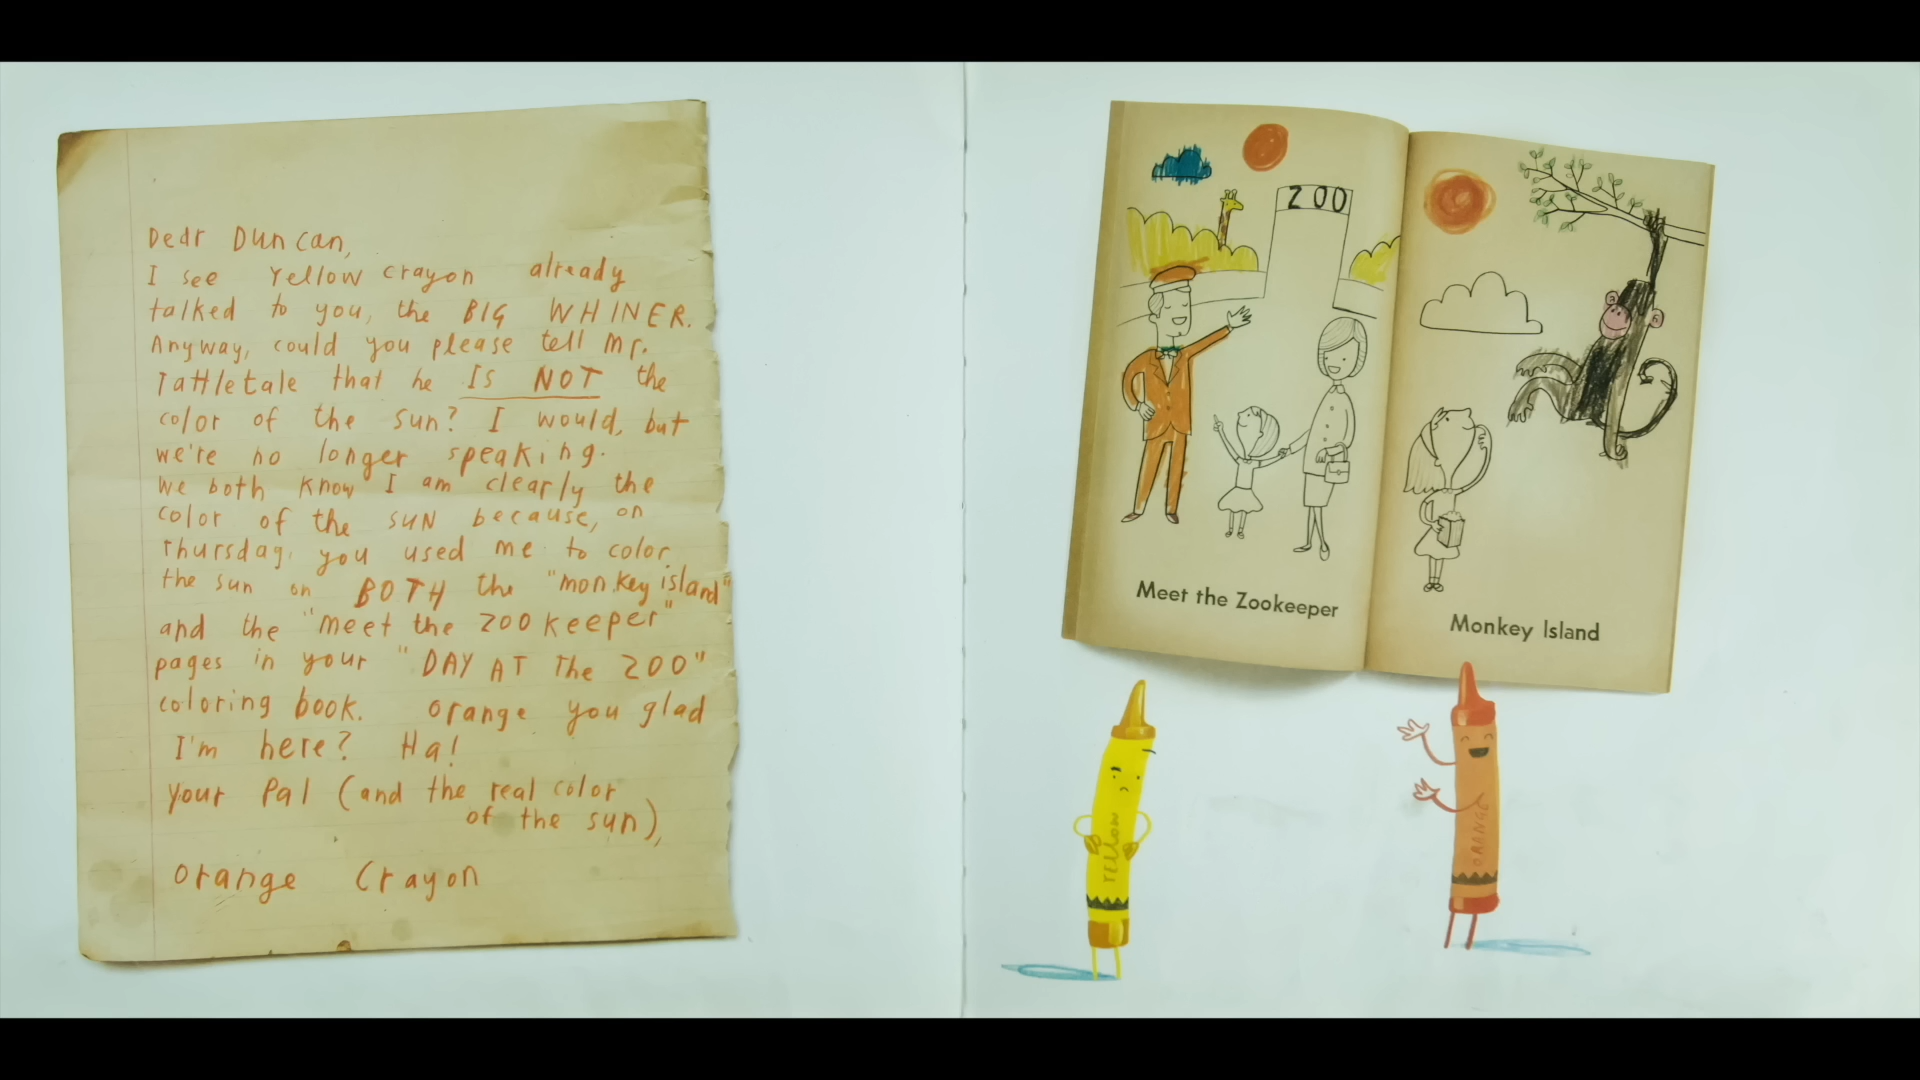 Dear Duncan,
I see Yellow Crayon already
talked to you, the BIG WHINER.
Anyway, could you please tell Mr.
Tattletale that he IS NOT the
color of the sun? I would, but
we're no longer speaking.
We both know I am clearly the
color of the sun because, on
Thursday, you used me to color
the sun on BOTH the "monkey island"
and the "meet the zookeeper"
pages in your "DAY AT The ZOO"
coloring book. Orange you glad
I'm here? Ha!
Your Pal (and the real color
of the sun),
Orange Crayon
ZOO
Meet the Zookeeper
Monkey Island
YELLOW
ORANGE